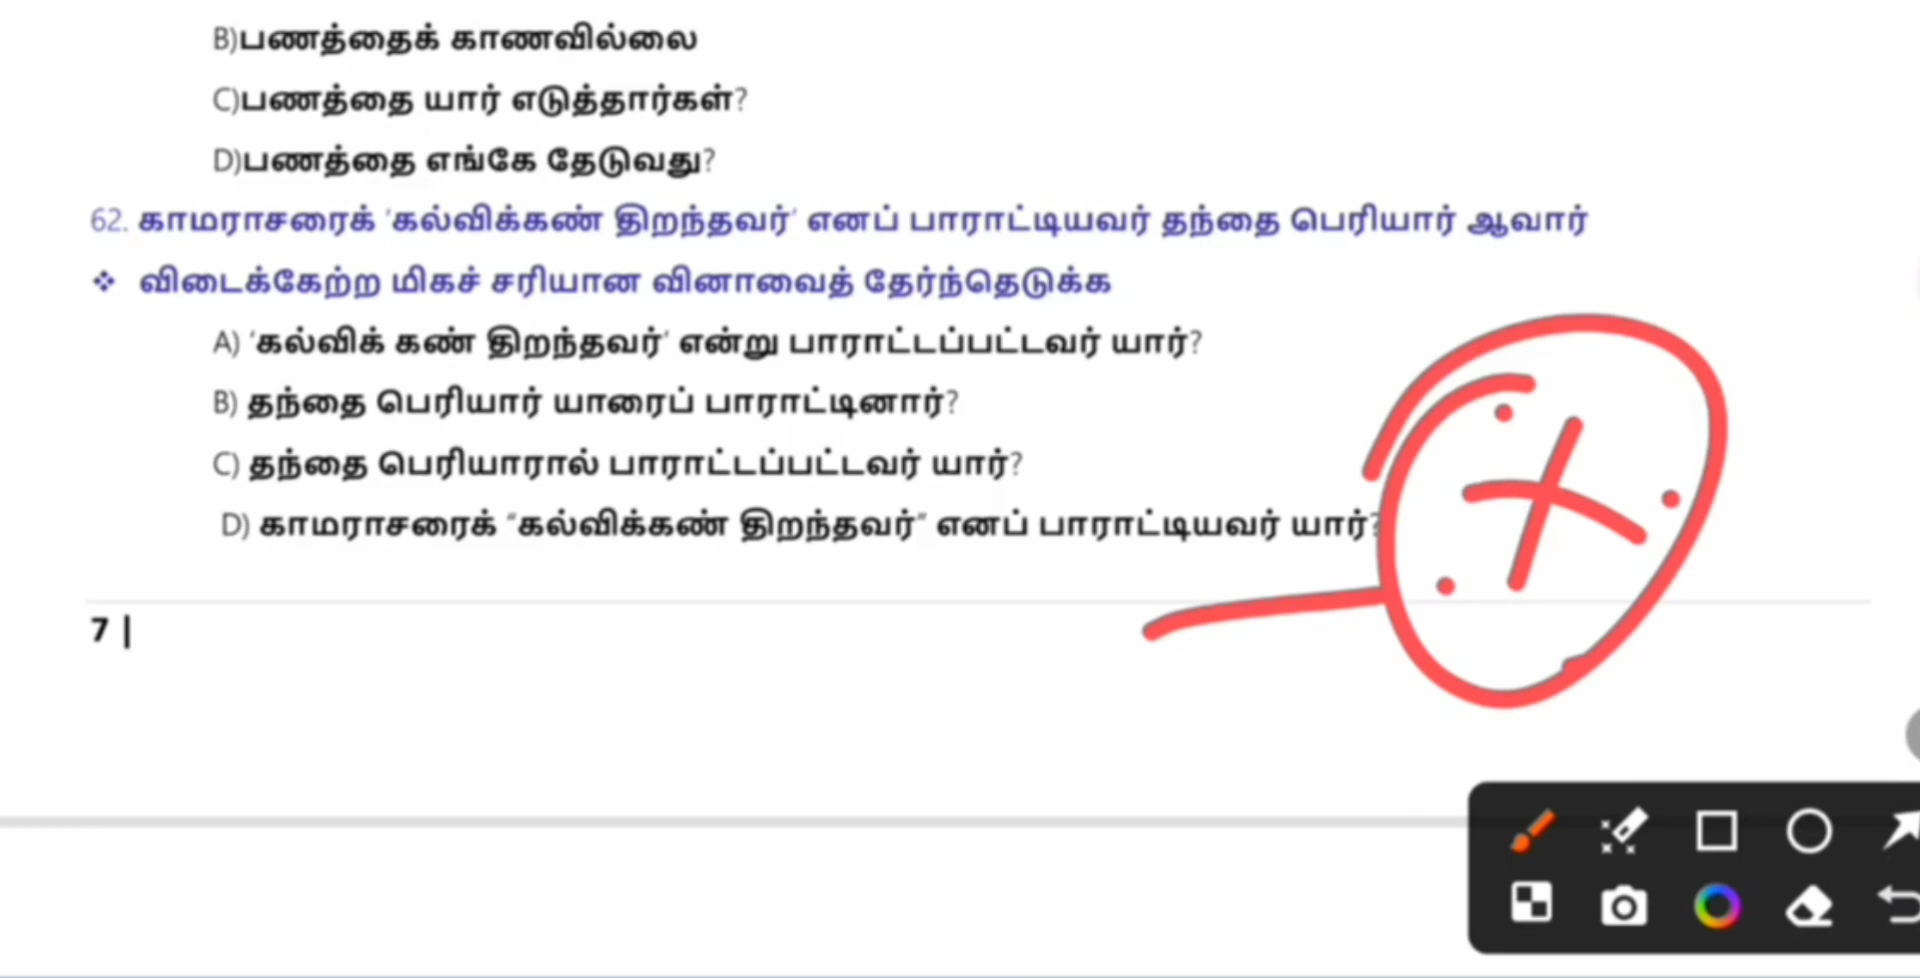 B)பணத்தைக் காணவில்லை
C)பணத்தை யார் எடுத்தார்கள்?
D)பணத்தை எங்கே தேடுவது?
62. காமராசரைக் 'கல்விக்கண் திறந்தவர்' எனப் பாராட்டியவர் தந்தை பெரியார் ஆவார்
❖ விடைக்கேற்ற மிகச் சரியான வினாவைத் தேர்ந்தெடுக்க
A) 'கல்விக் கண் திறந்தவர்' என்று பாராட்டப்பட்டவர் யார்?
B) தந்தை பெரியார் யாரைப் பாராட்டினார்?
C) தந்தை பெரியாரால் பாராட்டப்பட்டவர் யார்?
D) காமராசரைக் "கல்விக்கண் திறந்தவர்" எனப் பாராட்டியவர் யார்?
7 |